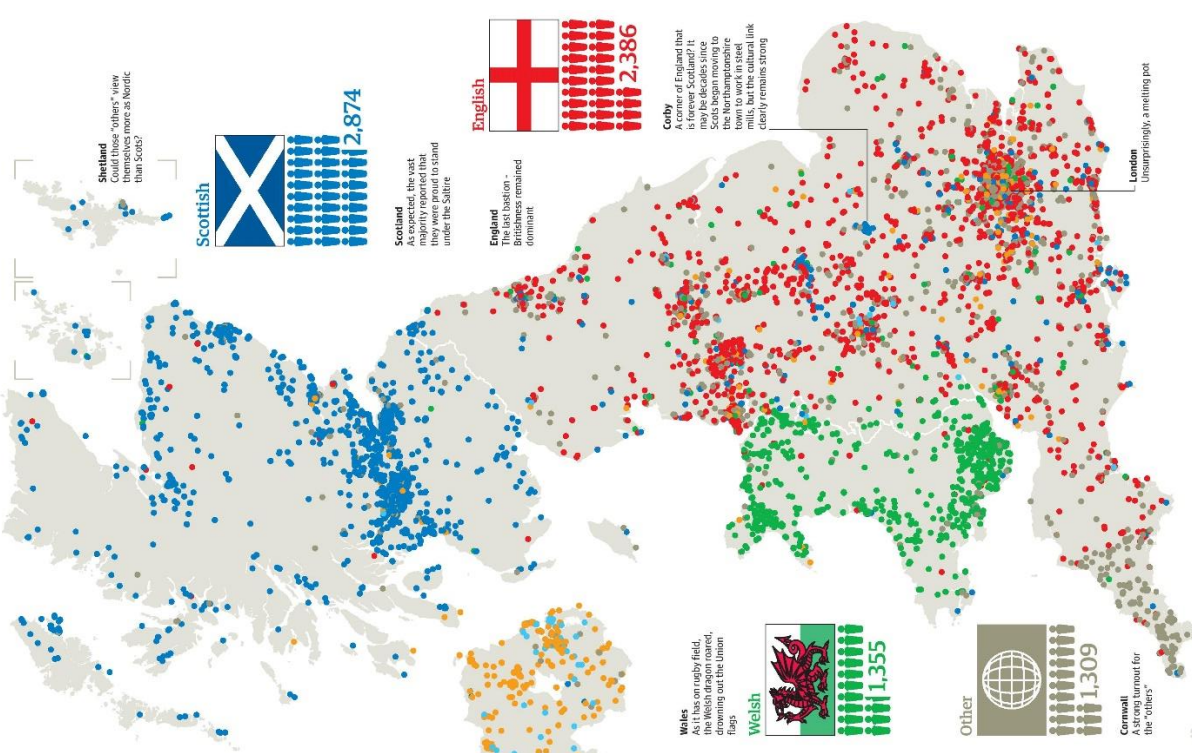 Shetland
Could those "others" view
themselves more as Nordic
than Scots?
Scottish
2,874
Scotland
As expected, the vast
majority reported that
they were proud to stand
under the Saltire
English
2,386
England
The last bastion -
Britishness remained
dominant
Corby
A corner of England that
is forever Scotland? It
may be decades since
Scots began moving to
the Northamptonshire
town to work in steel
mills, but the cultural link
clearly remains strong
London
Unsurprisingly, a melting pot
Wales
As it has on rugby field,
the Welsh dragon roared,
drowning out the Union
flags
Welsh
1,355
Other
1,309
Cornwall
A strong turnout for
the "others"